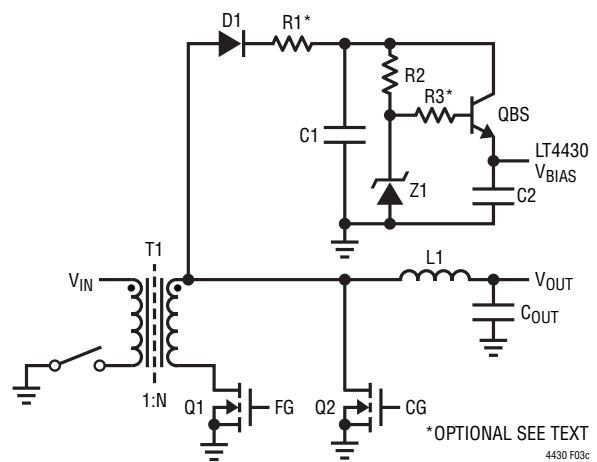 D1
R1*
R2
R3*
QBS
C1
Z1
LT4430
VBIAS
C2
T1
VIN
L1
VOUT
COUT
1:N
Q1
FG
Q2
CG
*OPTIONAL SEE TEXT
4430 F03c